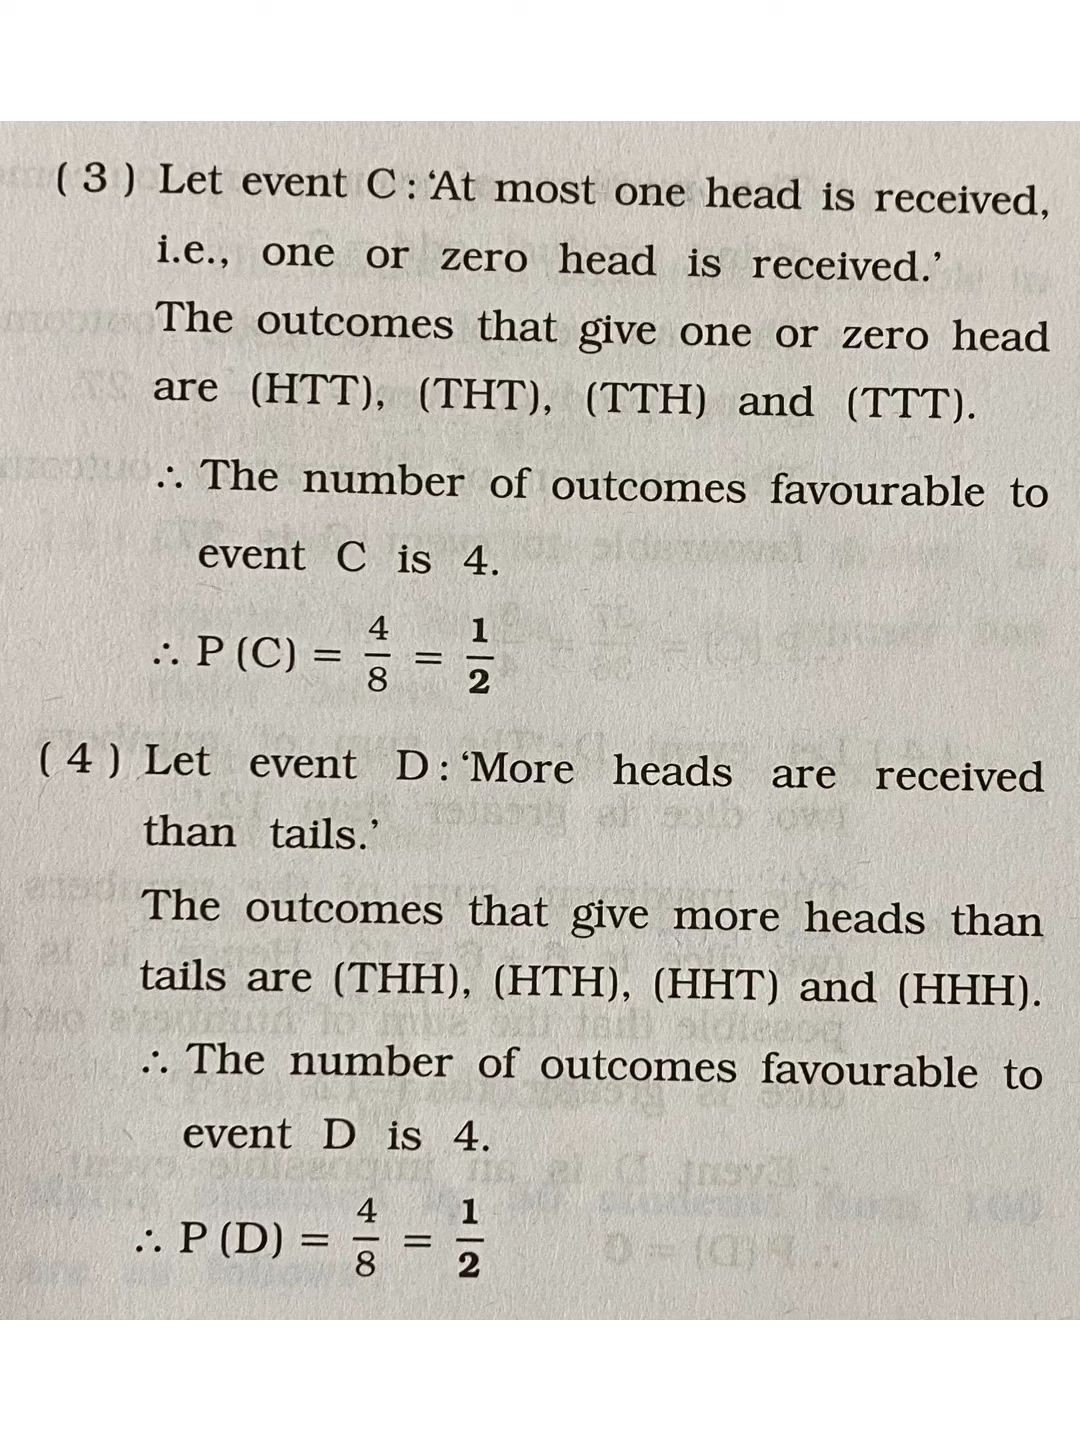 ( 3 ) Let event C : ‘At most one head is received,
i.e., one or zero head is received.’
The outcomes that give one or zero head
are (HTT), (THT), (TTH) and (TTT).
∴ The number of outcomes favourable to
event C is 4.
∴ P (C) = 4/8 = 1/2
( 4 ) Let event D : ‘More heads are received
than tails.’
The outcomes that give more heads than
tails are (THH), (HTH), (HHT) and (HHH).
∴ The number of outcomes favourable to
event D is 4.
∴ P (D) = 4/8 = 1/2